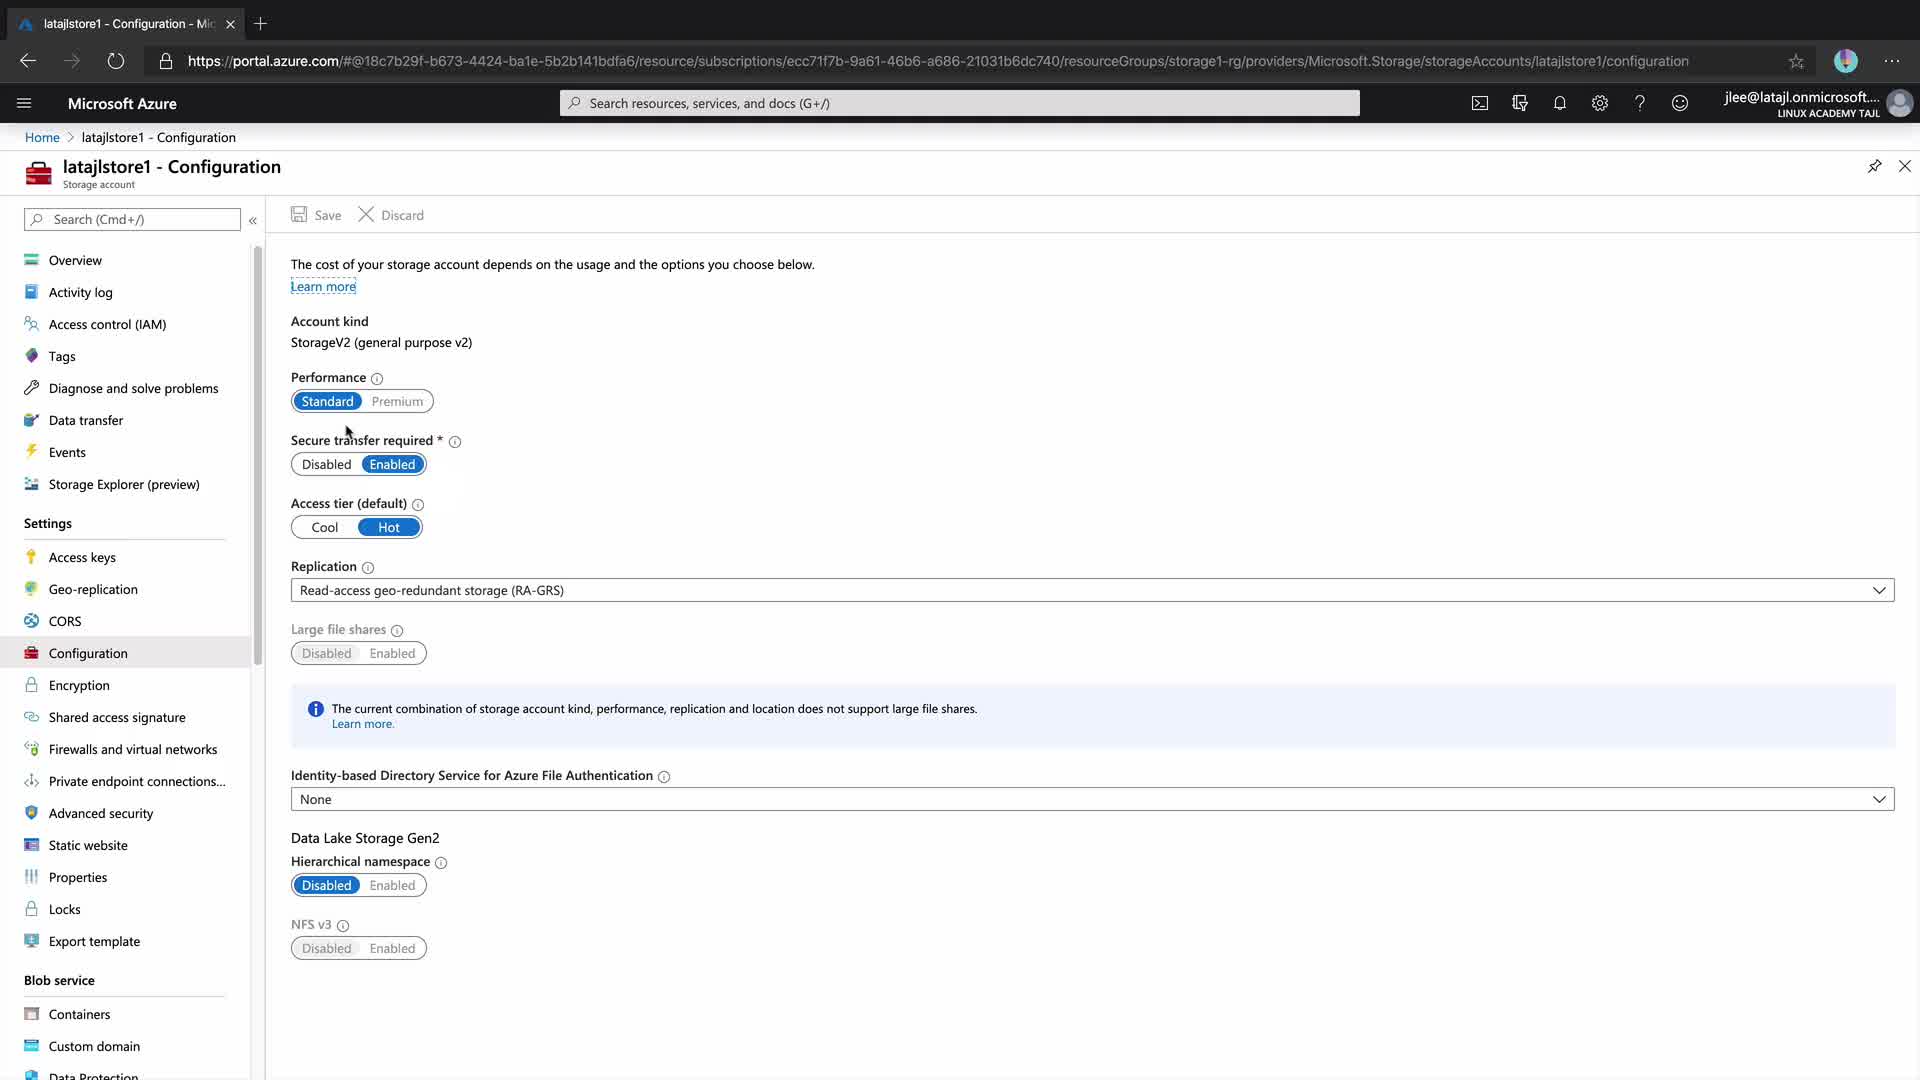 latajlstore1 - Configuration - Mic
https://portal.azure.com/#@18c7b29f-b673-4424-ba1e-5b2b141bdfa6/resource/subscriptions/ecc71f7b-9a61-46b6-a686-21031b6dc740/resourceGroups/storage1-rg/providers/Microsoft.Storage/storageAccounts/latajlstore1/configuration
Microsoft Azure
Search resources, services, and docs (G+/)
jlee@latajl.onmicrosoft....
LINUX ACADEMY TAJL
Home > latajlstore1 - Configuration
latajlstore1 - Configuration
Storage account
Search (Cmd+/)
«
Overview
Activity log
Access control (IAM)
Tags
Diagnose and solve problems
Data transfer
Events
Storage Explorer (preview)
Settings
Access keys
Geo-replication
CORS
Configuration
Encryption
Shared access signature
Firewalls and virtual networks
Private endpoint connections...
Advanced security
Static website
Properties
Locks
Export template
Blob service
Containers
Custom domain
Data Protection
Save
Discard
The cost of your storage account depends on the usage and the options you choose below.
Learn more
Account kind
StorageV2 (general purpose v2)
Performance
Standard Premium
Secure transfer required *
Disabled Enabled
Access tier (default)
Cool Hot
Replication
Read-access geo-redundant storage (RA-GRS)
Large file shares
Disabled Enabled
The current combination of storage account kind, performance, replication and location does not support large file shares.
Learn more.
Identity-based Directory Service for Azure File Authentication
None
Data Lake Storage Gen2
Hierarchical namespace
Disabled Enabled
NFS v3
Disabled Enabled